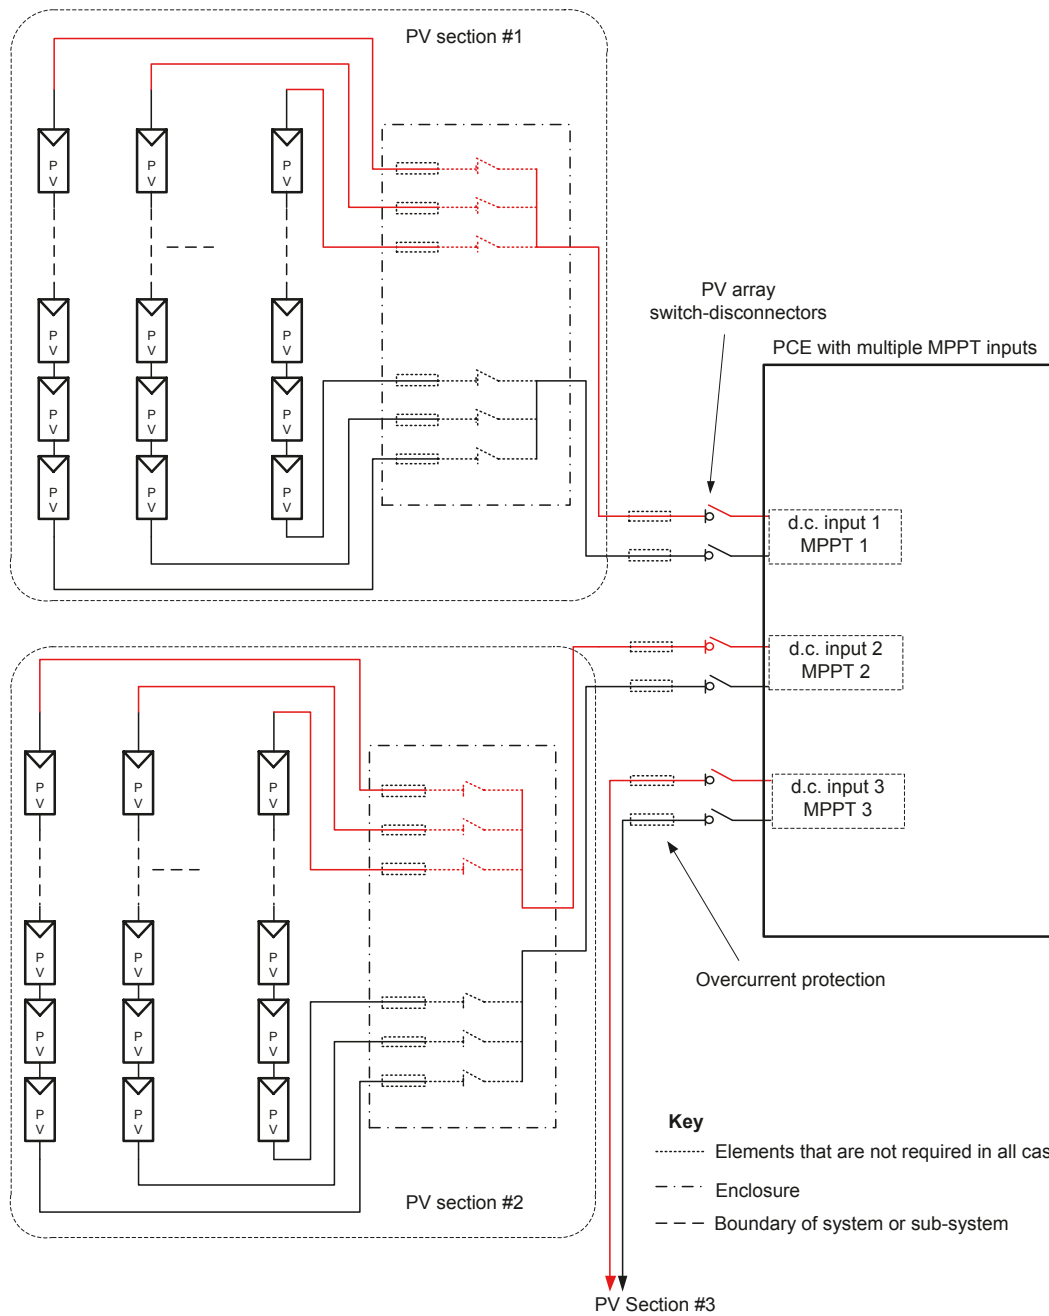 PV section #1
P
V
P
V
P
V
P
V
P
V
P
V
P
V
P
V
P
V
P
V
P
V
P
V
PV array
switch-disconnectors
PCE with multiple MPPT inputs
d.c. input 1
MPPT 1
d.c. input 2
MPPT 2
d.c. input 3
MPPT 3
P
V
P
V
P
V
P
V
P
V
P
V
P
V
P
V
P
V
P
V
P
V
P
V
Overcurrent protection
PV section #2
Key
Elements that are not required in all cas
Enclosure
Boundary of system or sub-system
PV Section #3